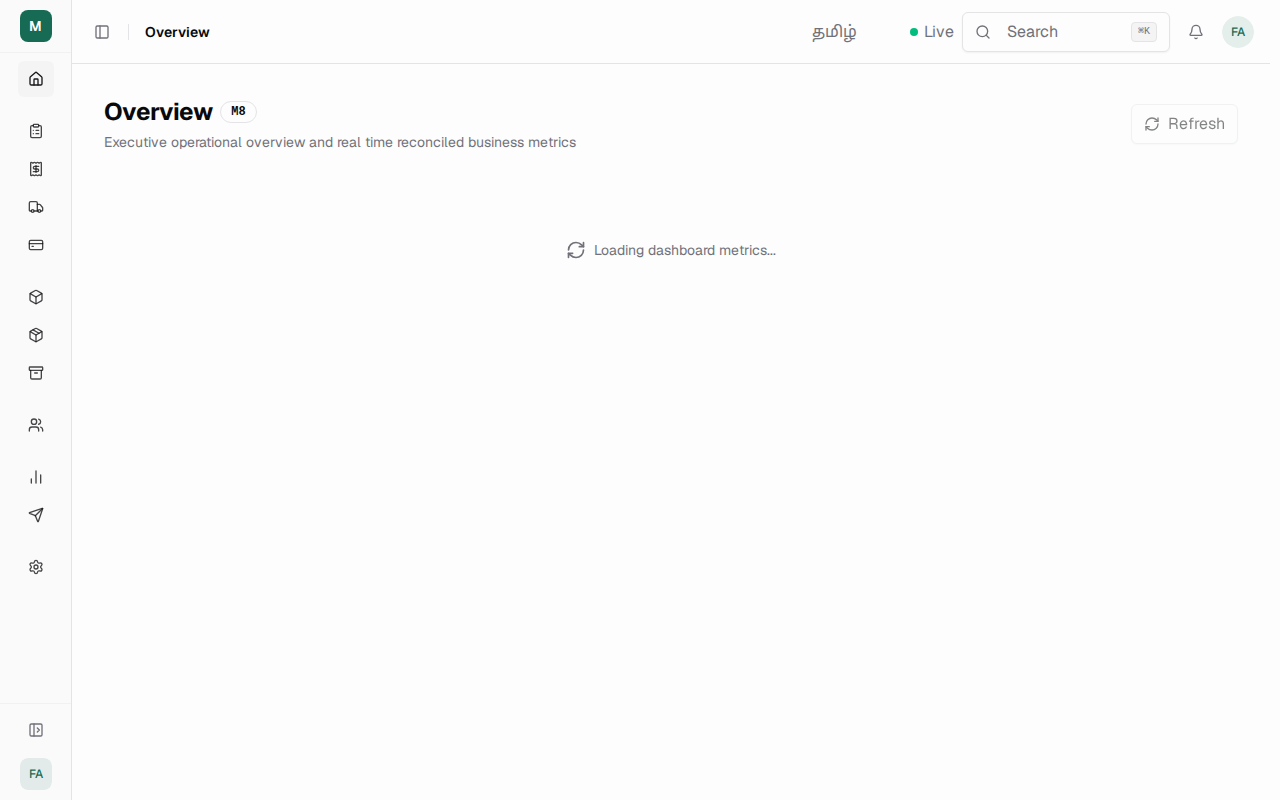 M
Overview
தமிழ்
Live
Search
⌘K
FA
Overview
M8
Executive operational overview and real time reconciled business metrics
Refresh
Loading dashboard metrics...
FA